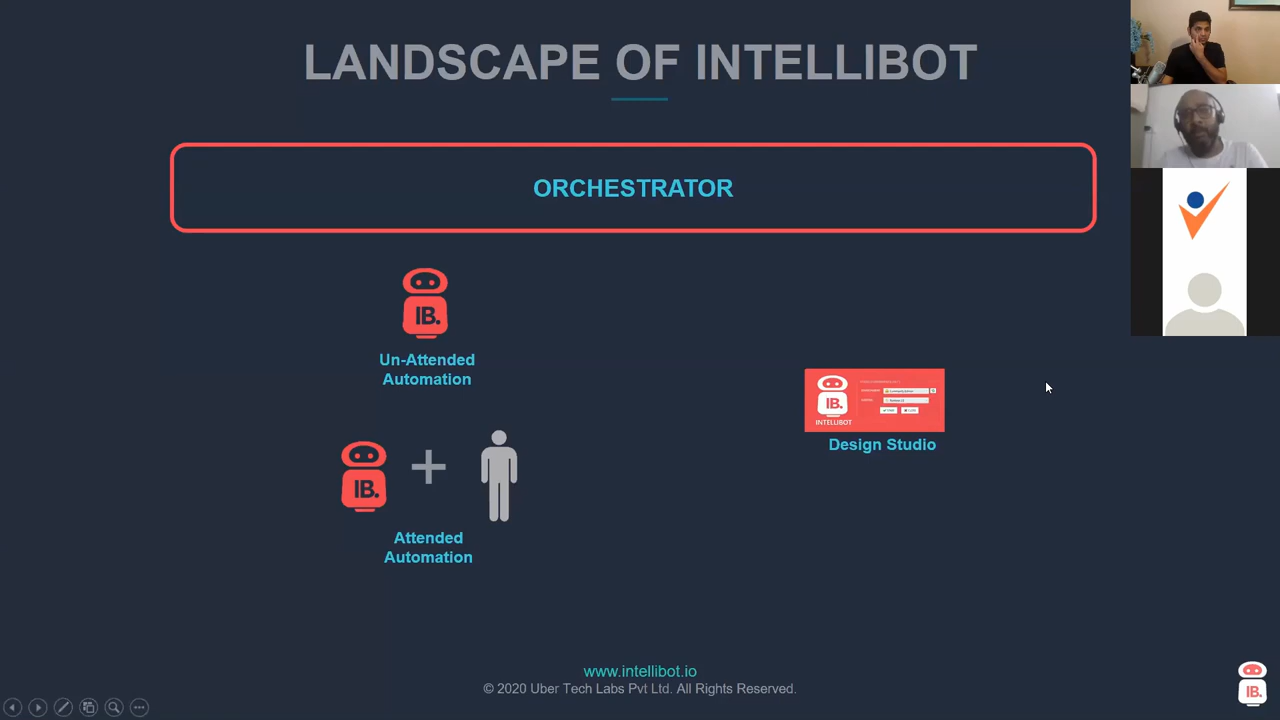 LANDSCAPE OF INTELLIBOT
ORCHESTRATOR
IB.
Un-Attended
Automation
IB.
INTELLIBOT
Design Studio
IB.
Attended
Automation
www.intellibot.io
© 2020 Uber Tech Labs Pvt Ltd. All Rights Reserved.
IB.